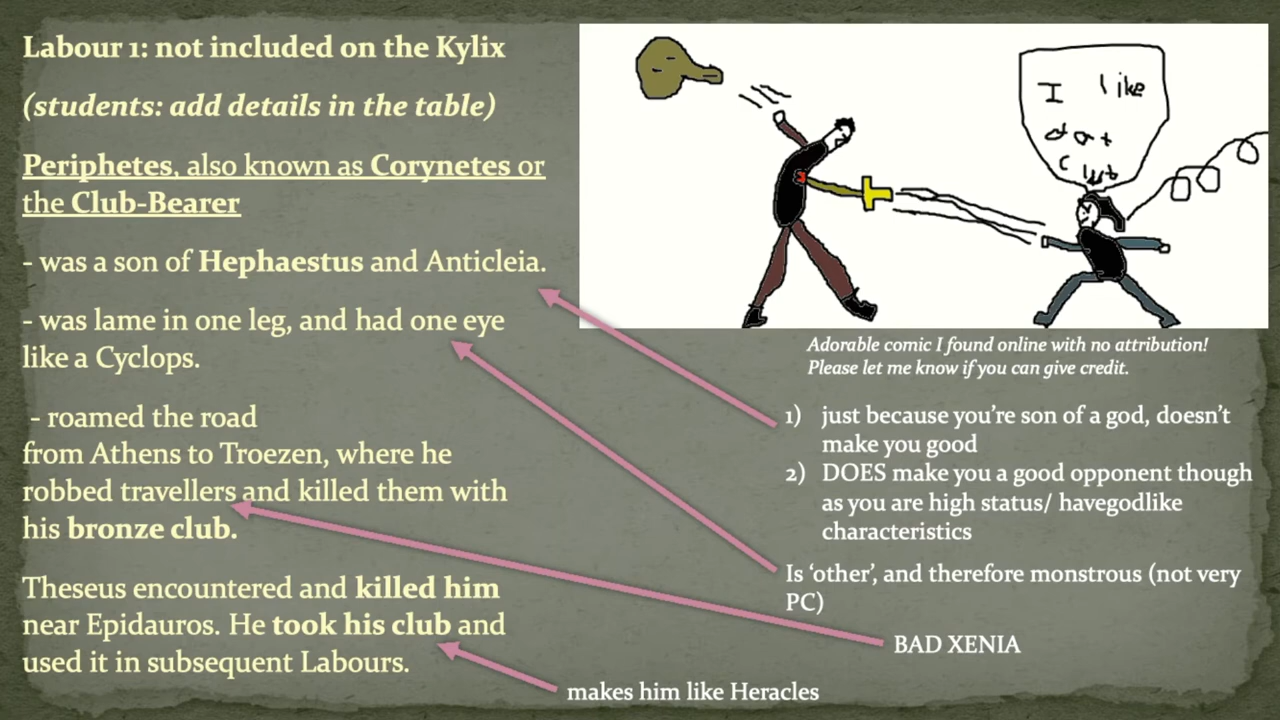 Labour 1: not included on the Kylix
(students: add details in the table)
Periphetes, also known as Corynetes or
the Club-Bearer
- was a son of Hephaestus and Anticleia.
- was lame in one leg, and had one eye
like a Cyclops.
- roamed the road
from Athens to Troezen, where he
robbed travellers and killed them with
his bronze club.
Theseus encountered and killed him
near Epidauros. He took his club and
used it in subsequent Labours.
I like
dat
Club
Adorable comic I found online with no attribution!
Please let me know if you can give credit.
1) just because you’re son of a god, doesn’t
make you good
2) DOES make you a good opponent though
as you are high status/ havegodlike
characteristics
Is ‘other’, and therefore monstrous (not very
PC)
BAD XENIA
makes him like Heracles